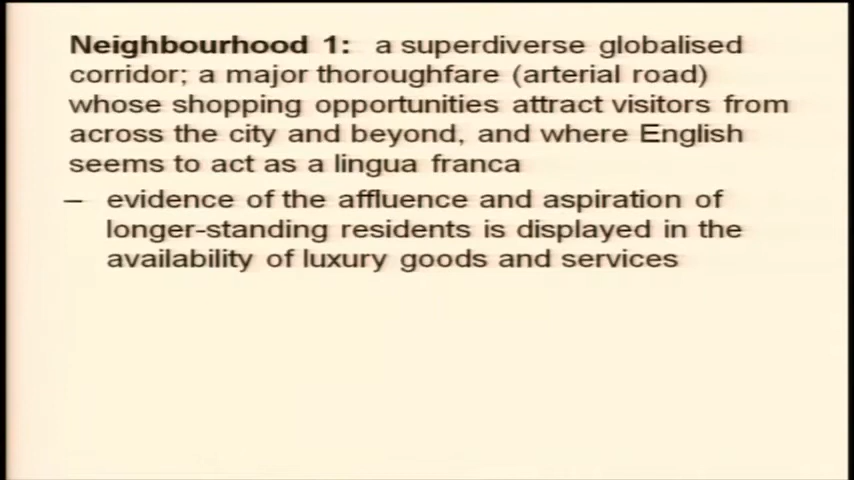 Neighbourhood 1: a superdiverse globalised
corridor; a major thoroughfare (arterial road)
whose shopping opportunities attract visitors from
across the city and beyond, and where English
seems to act as a lingua franca
– evidence of the affluence and aspiration of
longer-standing residents is displayed in the
availability of luxury goods and services